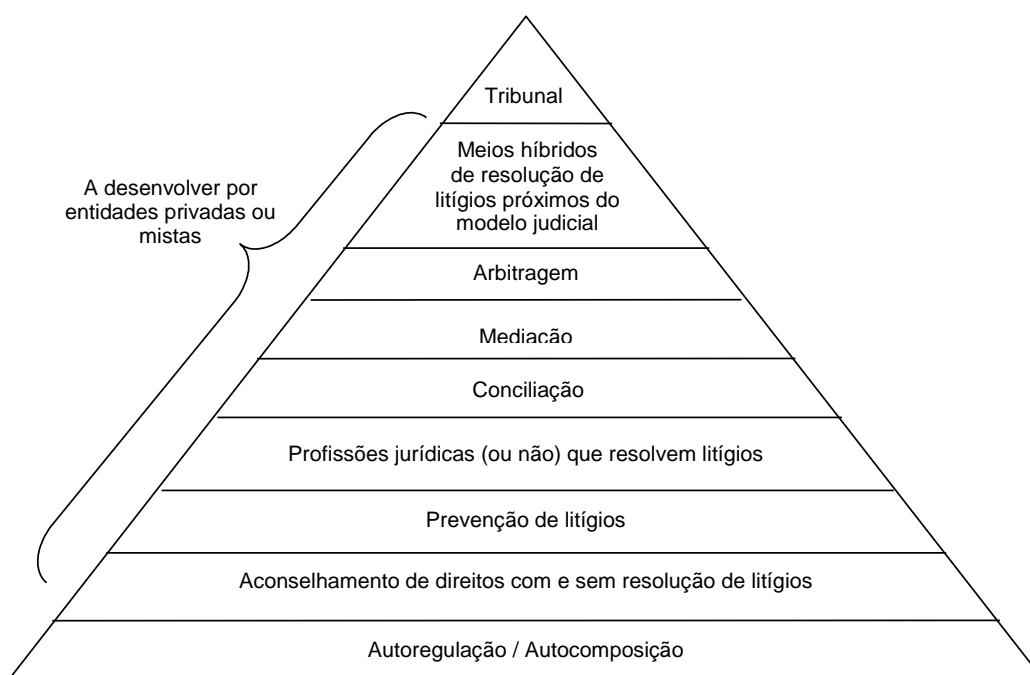 Tribunal
Meios híbridos
de resolução de
litígios próximos do
modelo judicial
A desenvolver por
entidades privadas ou
mistas
Arbitragem
Mediação
Conciliação
Profissões jurídicas (ou não) que resolvem litígios
Prevenção de litígios
Aconselhamento de direitos com e sem resolução de litígios
Autoregulação / Autocomposição